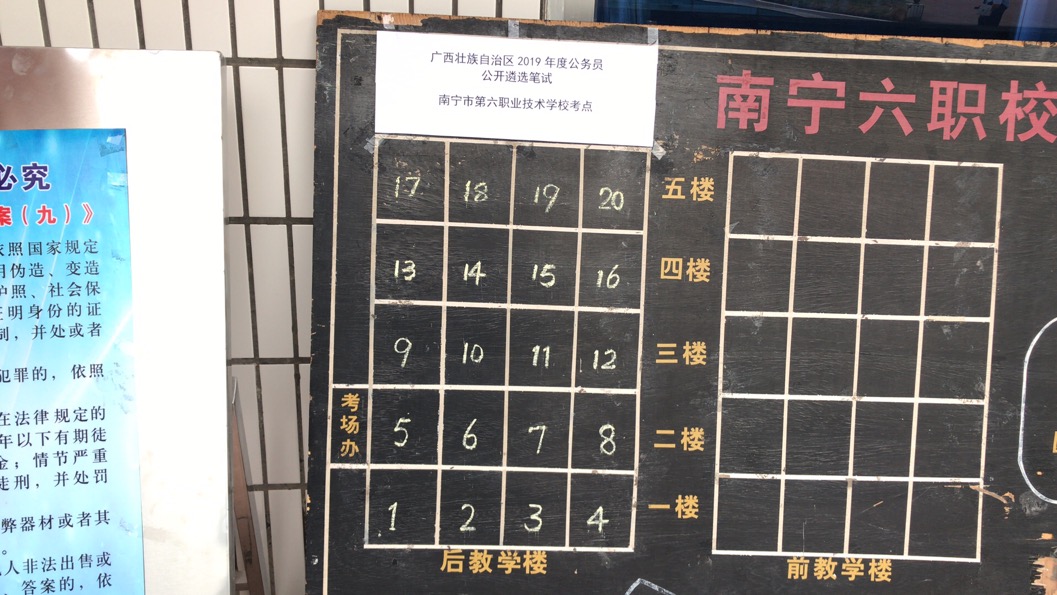 必究
案(九)》
依照国家规定
用伪造、变造
护照、社会保
证明身份的证
制，并处或者
犯罪的，依照
在法律规定的
年以下有期徒
金；情节严重
徒刑，并处罚
弊器材或者其
。
人非法出售或
、答案的，依
广西壮族自治区2019年度公务员
公开遴选笔试
南宁市第六职业技术学校考点
南宁六职校
17 18 19 20 五楼
13 14 15 16 四楼
9 10 11 12 三楼
考场办 5 6 7 8 二楼
1 2 3 4 一楼
后教学楼
前教学楼